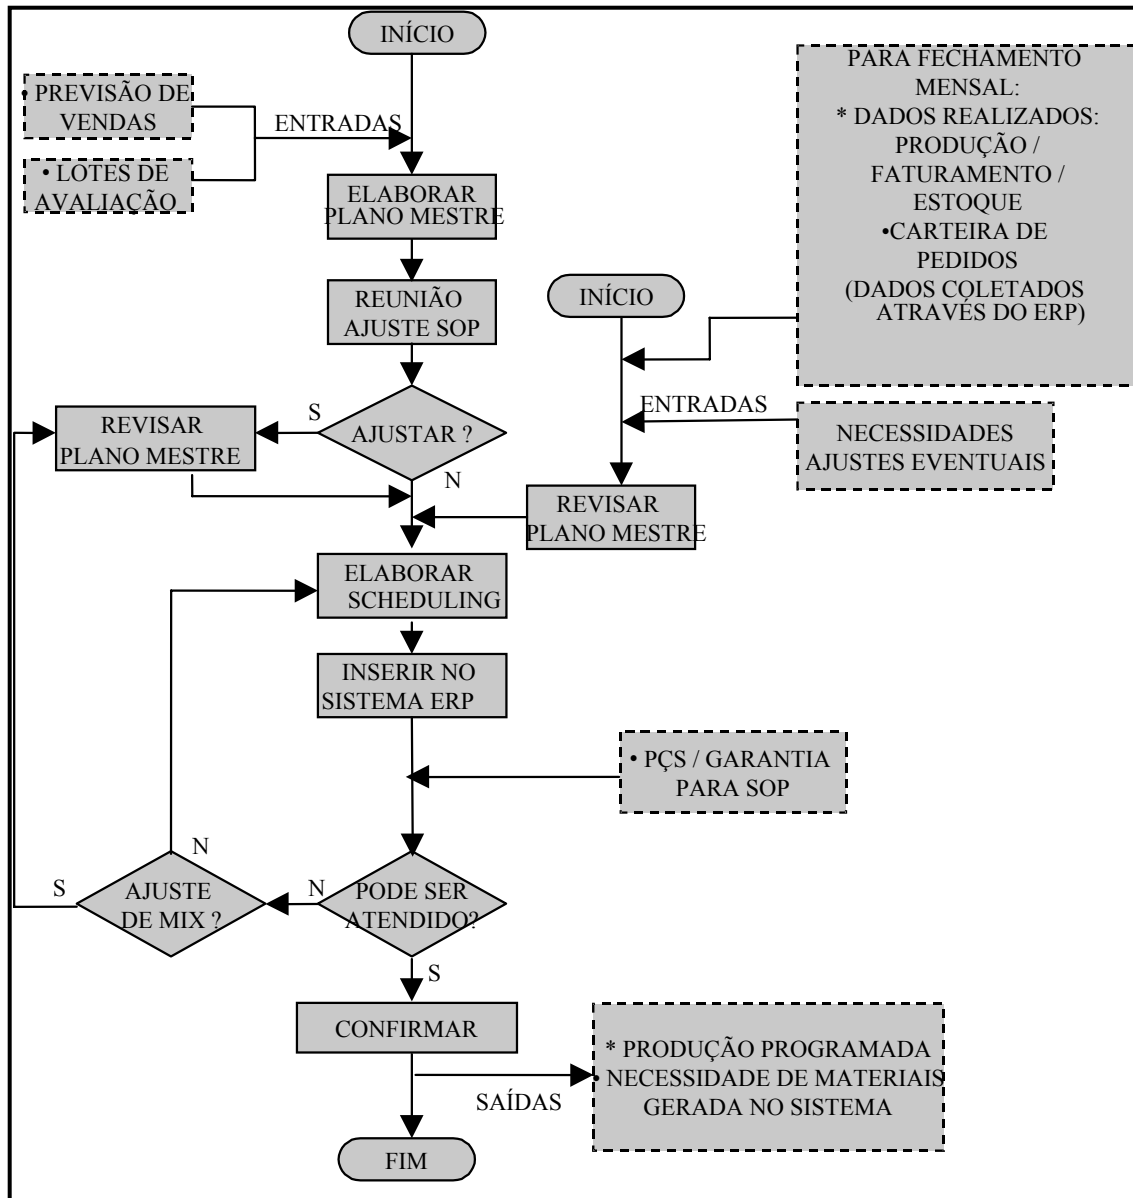 INÍCIO
• PREVISÃO DE
VENDAS
ENTRADAS
• LOTES DE
AVALIAÇÃO
ELABORAR
PLANO MESTRE
REUNIÃO
AJUSTE SOP
PARA FECHAMENTO
MENSAL:
* DADOS REALIZADOS:
PRODUÇÃO /
FATURAMENTO /
ESTOQUE
•CARTEIRA DE
PEDIDOS
(DADOS COLETADOS
ATRAVÉS DO ERP)
INÍCIO
ENTRADAS
NECESSIDADES
AJUSTES EVENTUAIS
REVISAR
PLANO MESTRE
S
AJUSTAR ?
N
REVISAR
PLANO MESTRE
ELABORAR
SCHEDULING
INSERIR NO
SISTEMA ERP
• PÇS / GARANTIA
PARA SOP
N
S
AJUSTE
DE MIX ?
N
PODE SER
ATENDIDO?
S
CONFIRMAR
SAÍDAS
* PRODUÇÃO PROGRAMADA
• NECESSIDADE DE MATERIAIS
GERADA NO SISTEMA
FIM